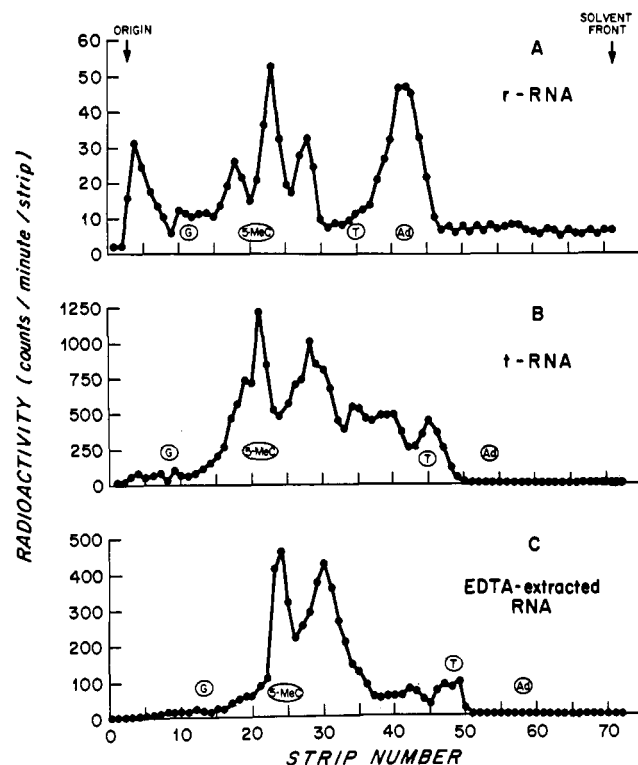 ORIGIN
SOLVENT
FRONT
A
r-RNA
60
50
40
30
20
10
0
G
5-MeC
T
Ad
B
t-RNA
1250
1000
750
500
250
0
G
5-MeC
T
Ad
C
EDTA-extracted
RNA
500
400
300
200
100
0
G
5-MeC
T
Ad
0 10 20 30 40 50 60 70
STRIP NUMBER
RADIOACTIVITY (counts / minute / strip)